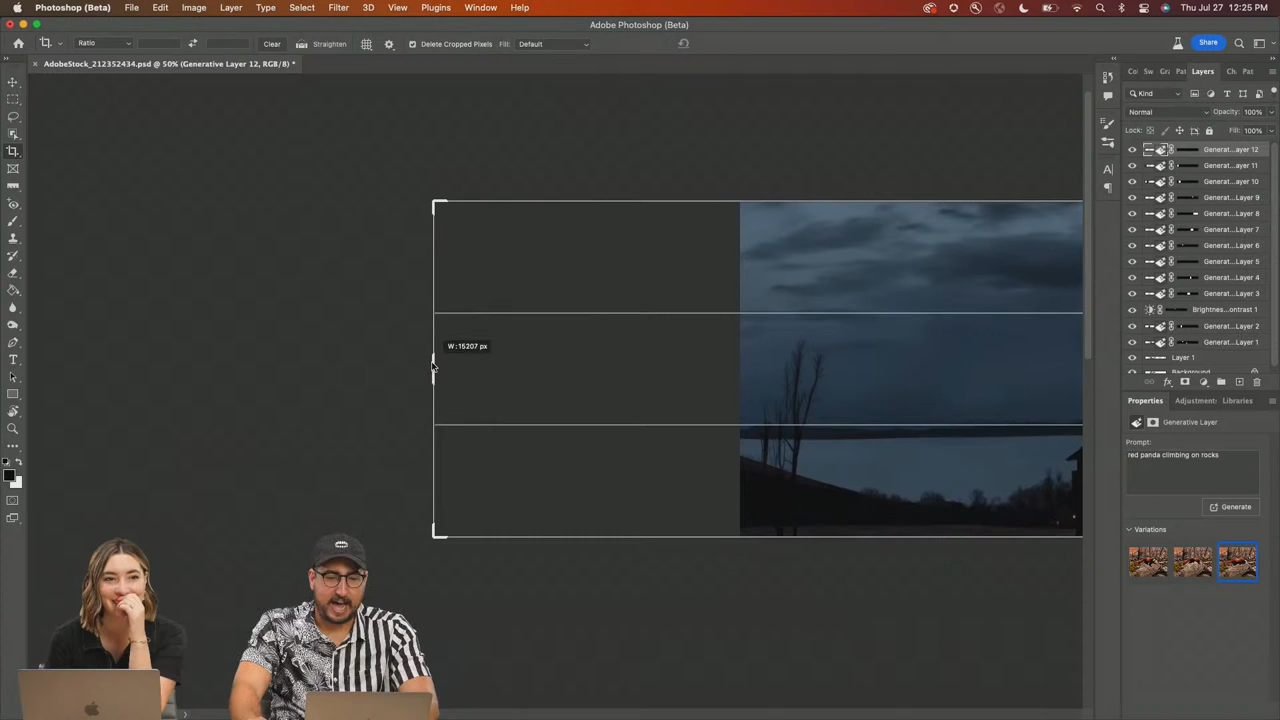 Photoshop (Beta) File Edit Image Layer Type Select Filter 3D View Plugins Window Help Thu Jul 27 12:25 PM
Adobe Photoshop (Beta)
Ratio Clear Straighten Delete Cropped Pixels Fill: Default Share
AdobeStock_212352434.psd @ 50% (Generative Layer 12, RGB/8) *
Layers Pat
Kind
Normal Opacity: 100%
Lock: Fill: 100%
Generat...ayer 12
Generat...ayer 11
Generat...ayer 10
Generat...Layer 9
Generat...Layer 8
Generat...Layer 7
Generat...Layer 6
Generat...Layer 5
Generat...Layer 4
Generat...Layer 3
Brightnes...ontrast 1
Generat...Layer 2
Generat...Layer 1
Layer 1
Background
W : 15207 px
Properties Adjustment: Libraries
Generative Layer
Prompt:
red panda climbing on rocks
Generate
Variations